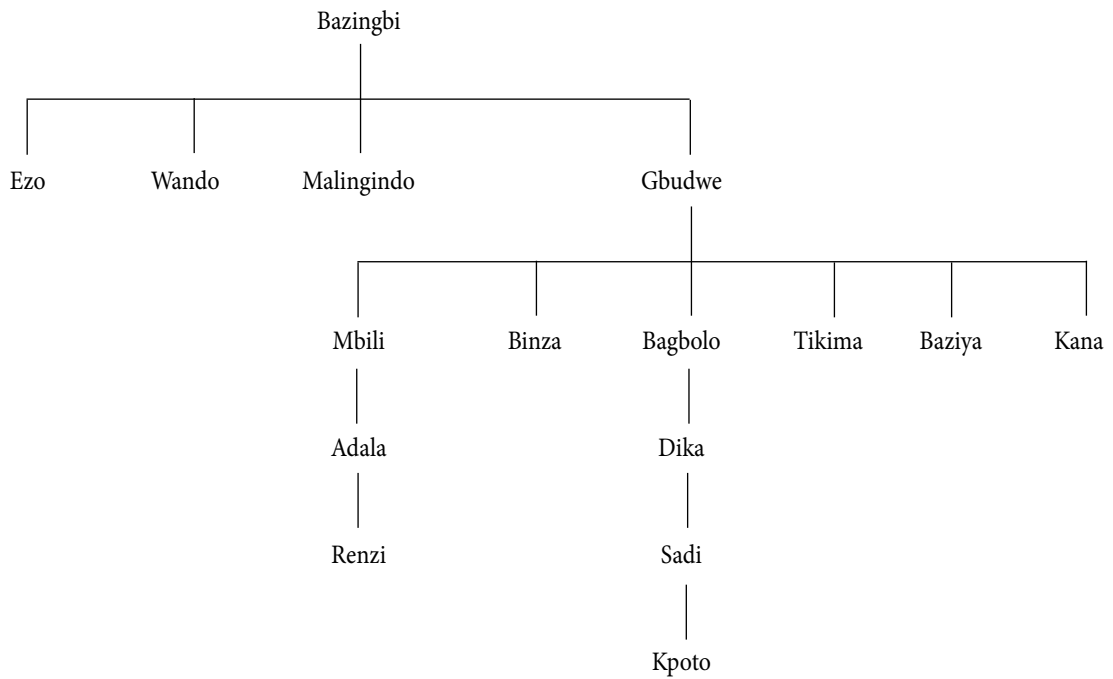 Bazingbi
Ezo Wando Malingindo Gbudwe
Mbili Binza Bagbolo Tikima Baziya Kana
Adala Dika
Renzi Sadi
Kpoto